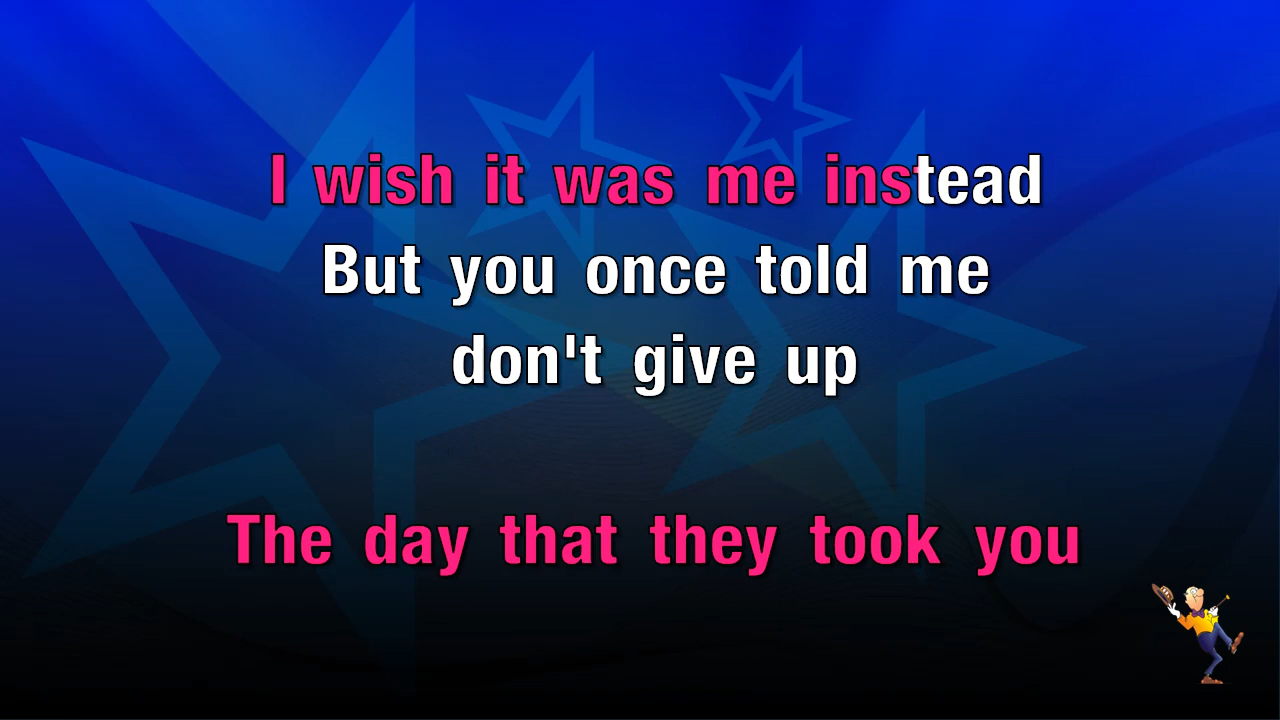 I wish it was me instead
But you once told me
don't give up
The day that they took you